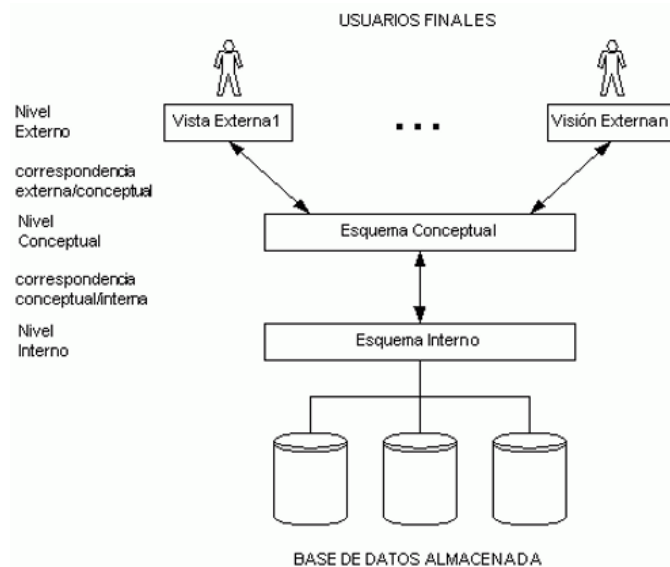 USUARIOS FINALES
Nivel
Externo
Vista Externa1
...
Visión Externan
correspondencia
externa/conceptual
Nivel
Conceptual
Esquema Conceptual
correspondencia
conceptual/interna
Nivel
Interno
Esquema Interno
BASE DE DATOS ALMACENADA